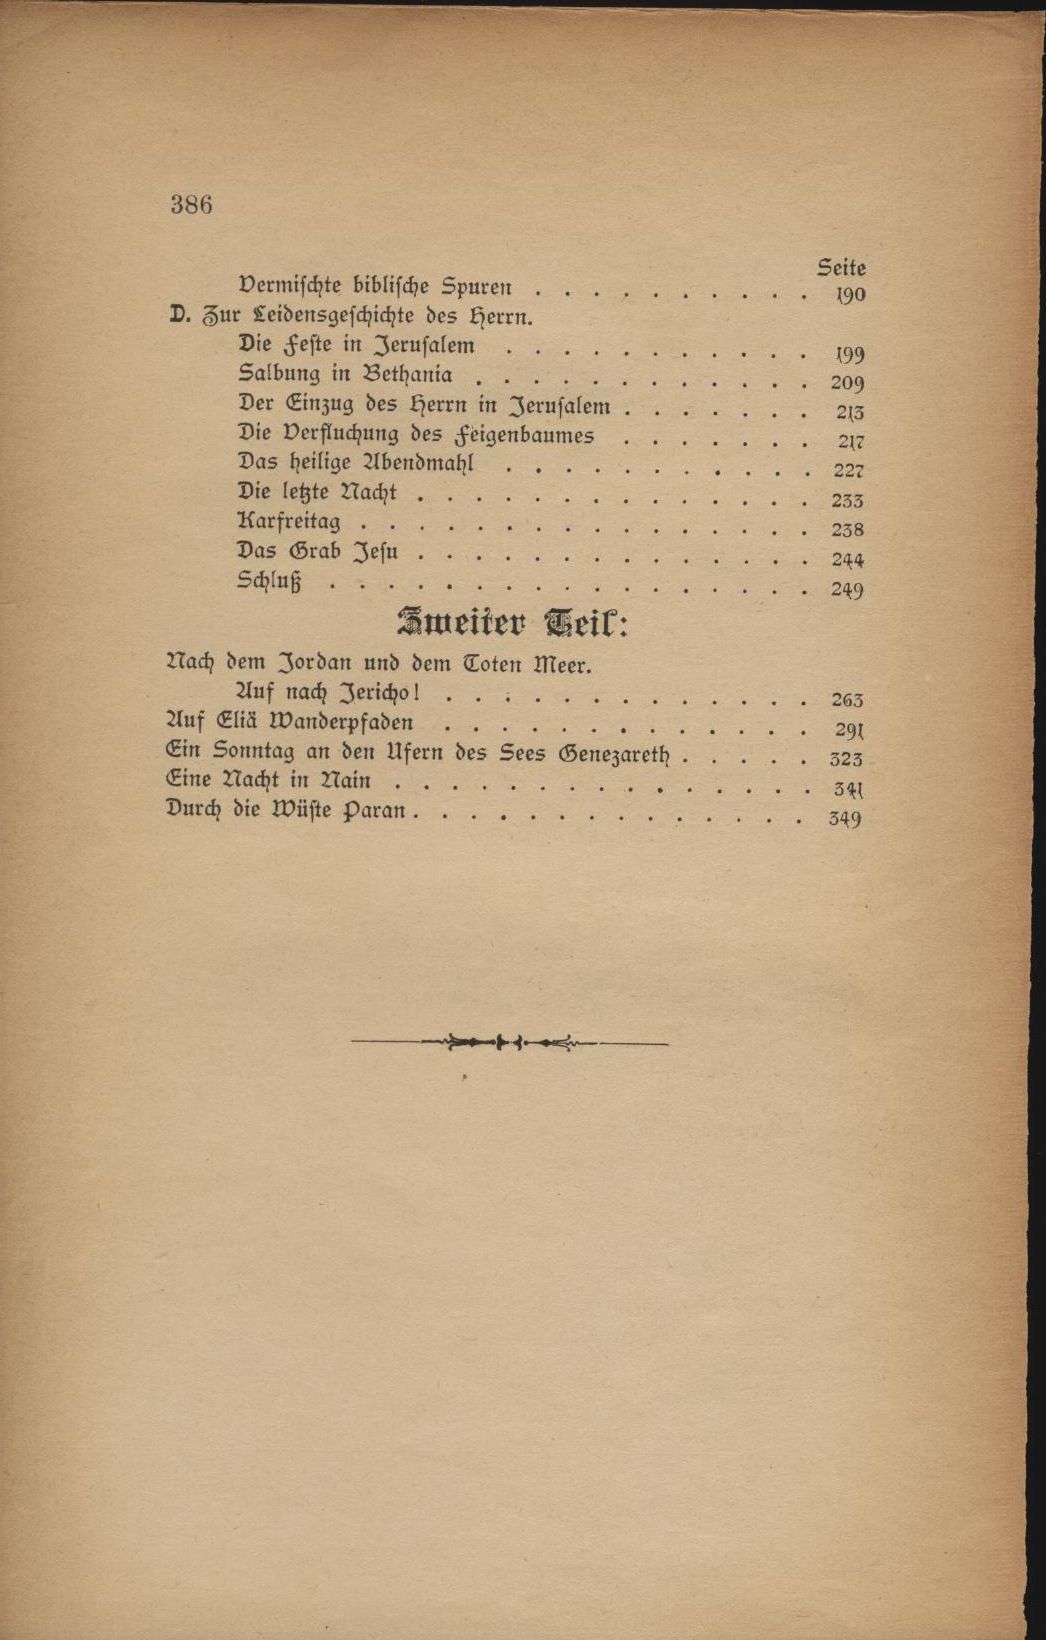 386
Seite
Vermischte biblische Spuren . . . . . . . . . . 190
D. Zur Leidensgeschichte des Herrn.
Die Feste in Jerusalem . . . . . . . . . . . 199
Salbung in Bethania . . . . . . . . . . . . 209
Der Einzug des Herrn in Jerusalem . . . . . . . 213
Die Verfluchung des Feigenbaumes . . . . . . . 217
Das heilige Abendmahl . . . . . . . . . . . 227
Die letzte Nacht . . . . . . . . . . . . . . 233
Karfreitag . . . . . . . . . . . . . . . . 238
Das Grab Jesu . . . . . . . . . . . . . . 244
Schluß . . . . . . . . . . . . . . . . . 249
Zweiter Teil:
Nach dem Jordan und dem Toten Meer.
Auf nach Jericho! . . . . . . . . . . . . . 263
Auf Eliä Wanderpfaden . . . . . . . . . . . . . 291
Ein Sonntag an den Ufern des Sees Genezareth . . . . . 323
Eine Nacht in Nain . . . . . . . . . . . . . . . 341
Durch die Wüste Paran . . . . . . . . . . . . . . 349